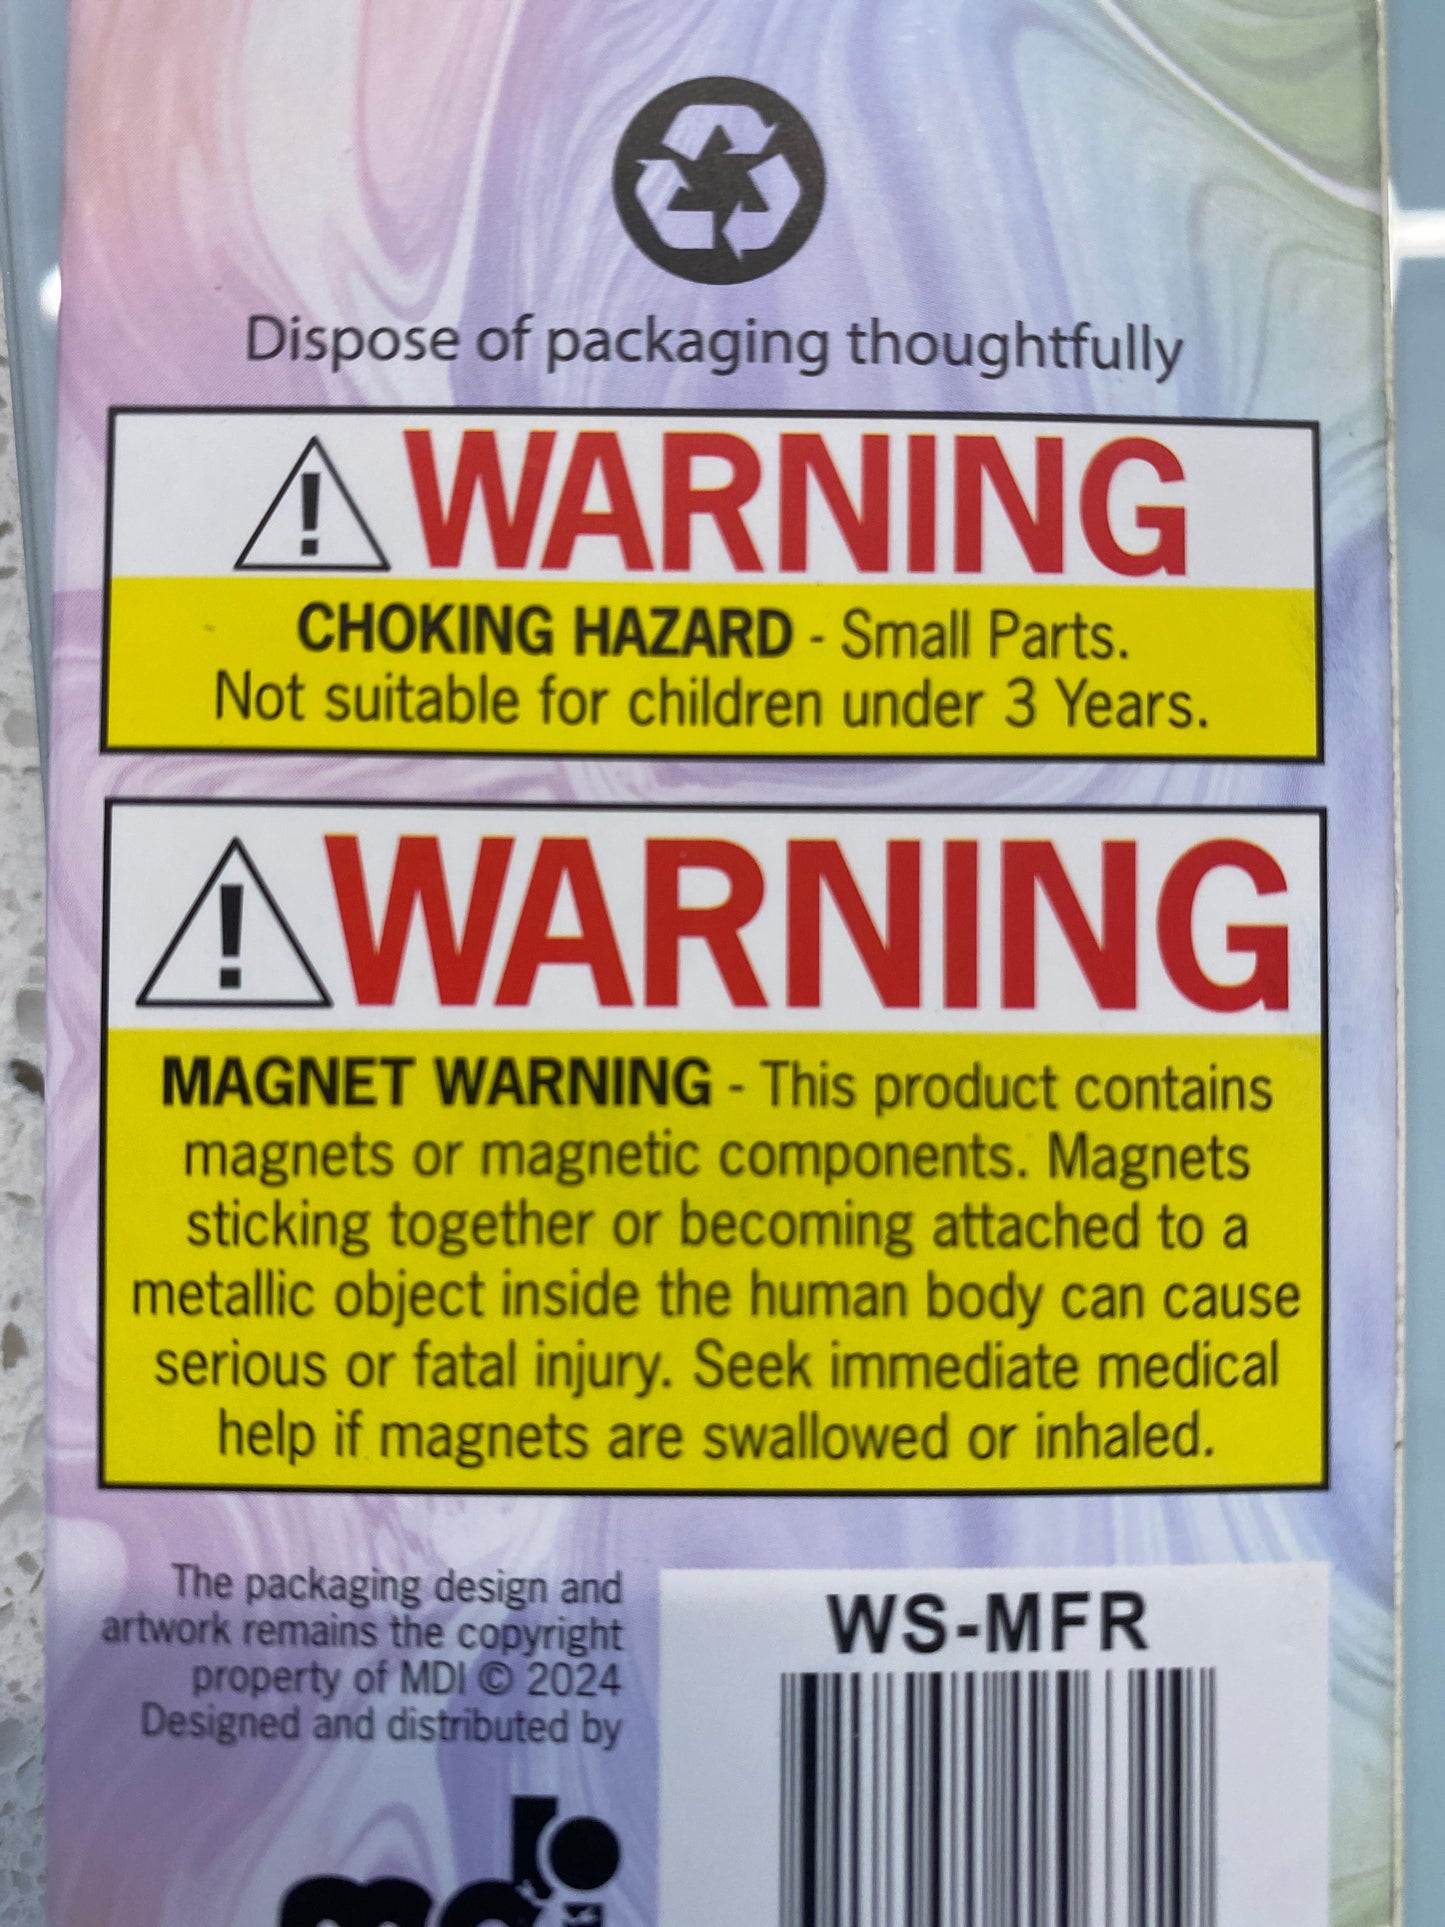 Dispose of packaging thoughtfully
WARNING
CHOKING HAZARD - Small Parts.
Not suitable for children under 3 Years.
WARNING
MAGNET WARNING - This product contains
magnets or magnetic components. Magnets
sticking together or becoming attached to a
metallic object inside the human body can cause
serious or fatal injury. Seek immediate medical
help if magnets are swallowed or inhaled.
The packaging design and
artwork remains the copyright
property of MDI © 2024
Designed and distributed by
WS-MFR